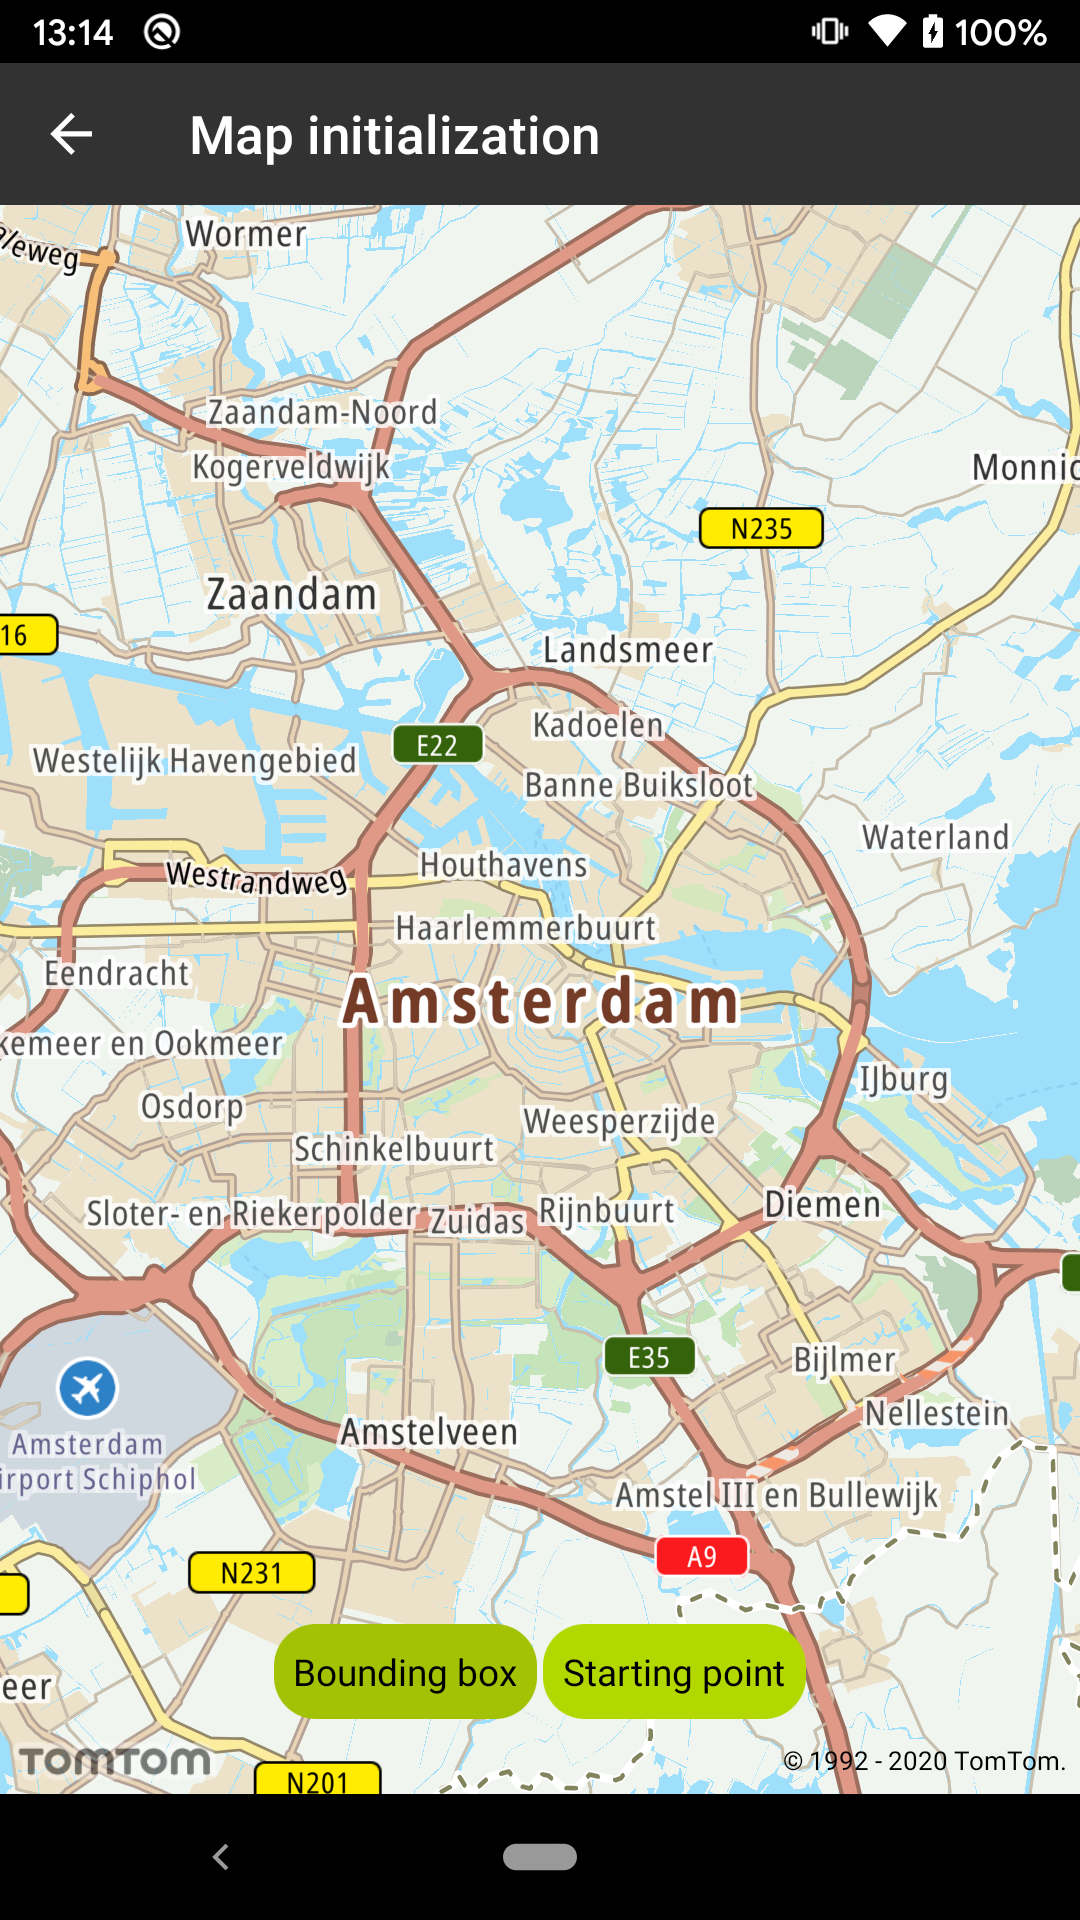 13:14
100%
Map initialization
Wormer
aleweg
Zaandam-Noord
Kogerveldwijk
Monnic
N235
Zaandam
16
Landsmeer
Kadoelen
E22
Westelijk Havengebied
Banne Buiksloot
Waterland
Houthavens
Westrandweg
Haarlemmerbuurt
Eendracht
Amsterdam
kemeer en Ookmeer
IJburg
Osdorp
Weesperzijde
Schinkelbuurt
Diemen
Sloter- en Riekerpolder
Zuidas
Rijnbuurt
E35
Bijlmer
Nellestein
Amstelveen
Amsterdam
irport Schiphol
Amstel III en Bullewijk
A9
N231
Bounding box
Starting point
eer
TOMTOM
© 1992 - 2020 TomTom.
N201